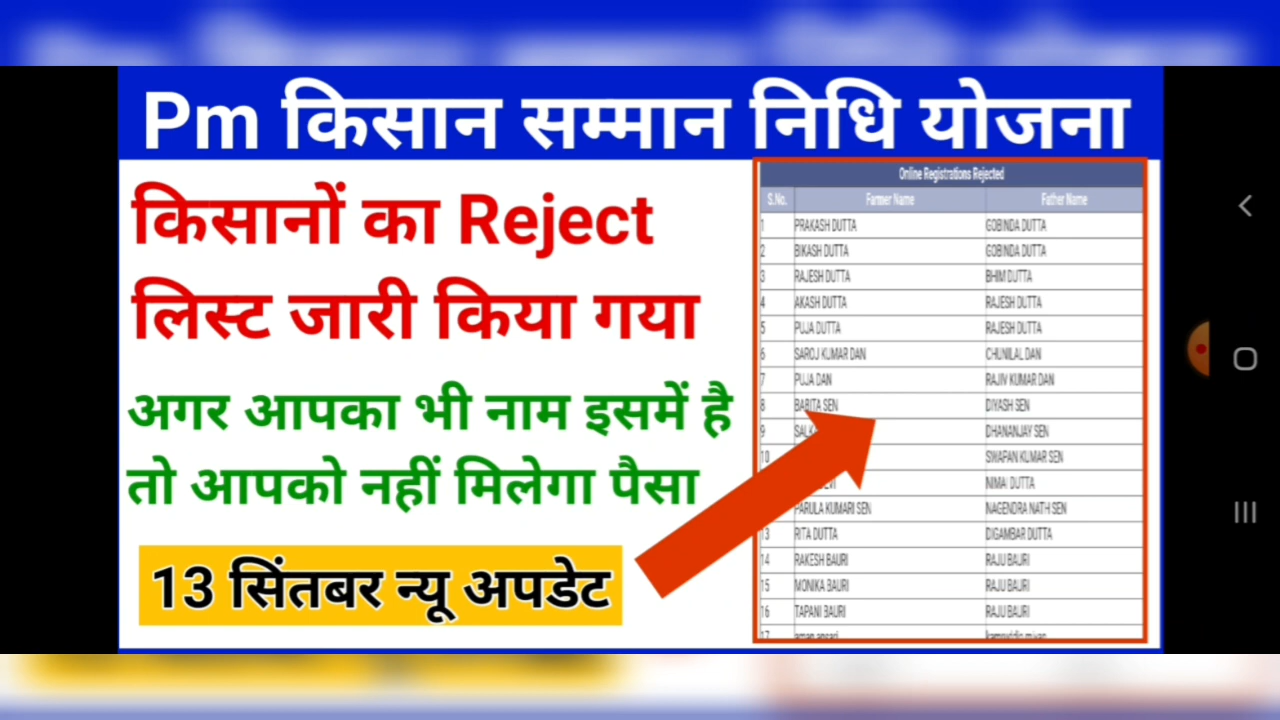 Pm किसान सम्मान निधि योजना
किसानों का Reject
लिस्ट जारी किया गया
अगर आपका भी नाम इसमें है
तो आपको नहीं मिलेगा पैसा
13 सिंतबर न्यू अपडेट
Online Registrations Rejected
S.No. Farmer Name Father Name
1 PRAKASH DUTTA GOBINDA DUTTA
2 BIKASH DUTTA GOBINDA DUTTA
3 RAJESH DUTTA BHIM DUTTA
4 AKASH DUTTA RAJESH DUTTA
5 PUJA DUTTA RAJESH DUTTA
6 SAROJ KUMAR DAN CHUNILAL DAN
7 PUJA DAN RAJIV KUMAR DAN
8 BABITA SEN DIYASH SEN
9 DHANANJAY SEN
10 SWAPAN KUMAR SEN
DUTTA
PARULA KUMARI SEN NAGENDRA NATH SEN
13 RITA DUTTA DIGAMBAR DUTTA
14 RAKESH BAURI RAJU BAURI
15 MONIKA BAURI RAJU BAURI
16 TAPANI BAURI RAJU BAURI
17 aman ansari